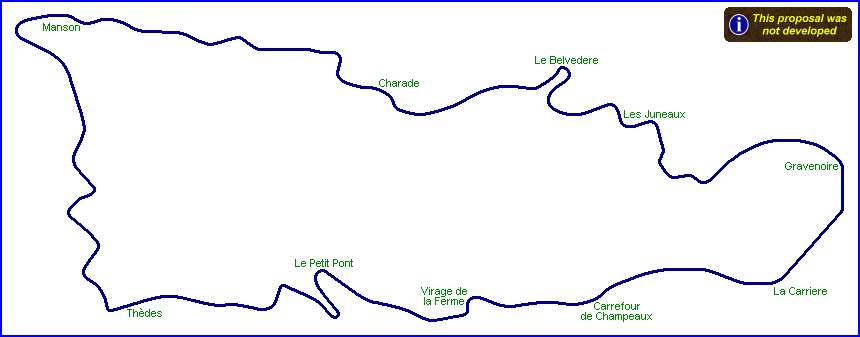 This proposal was
not developed
Manson
Le Belvedere
Charade
Les Juneaux
Gravenoire
Le Petit Pont
Virage de
la Ferme
La Carriere
Carrefour
de Champeaux
Thèdes